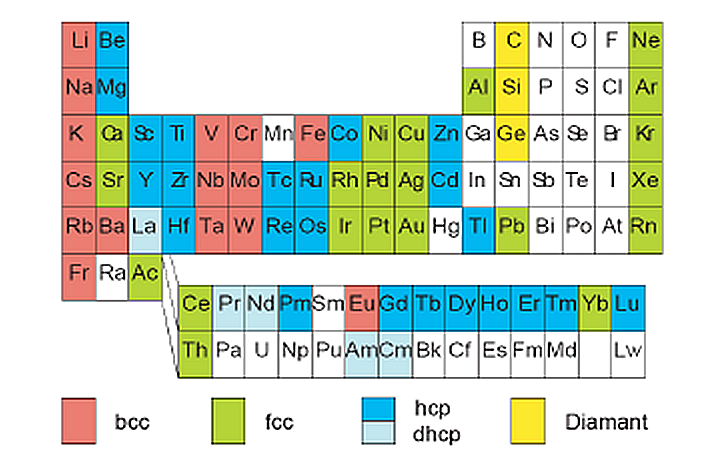 Li Be B C N O F Ne
Na Mg Al Si P S Cl Ar
K Ca Sc Ti V Cr Mn Fe Co Ni Cu Zn Ga Ge As Se Br Kr
Cs Sr Y Zr Nb Mo Tc Ru Rh Pd Ag Cd In Sn Sb Te I Xe
Rb Ba La Hf Ta W Re Os Ir Pt Au Hg Tl Pb Bi Po At Rn
Fr Ra Ac
Ce Pr Nd Pm Sm Eu Gd Tb Dy Ho Er Tm Yb Lu
Th Pa U Np Pu Am Cm Bk Cf Es Fm Md Lw
bcc fcc hcp Diamant
dhcp